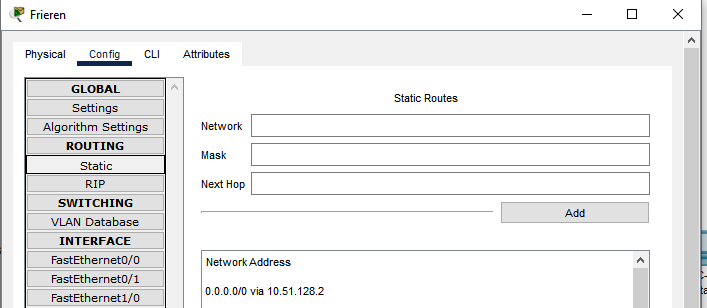 Frieren
Physical Config CLI Attributes
GLOBAL
Settings
Algorithm Settings
ROUTING
Static
RIP
SWITCHING
VLAN Database
INTERFACE
FastEthernet0/0
FastEthernet0/1
FastEthernet1/0
Static Routes
Network
Mask
Next Hop
Add
Network Address
0.0.0.0/0 via 10.51.128.2